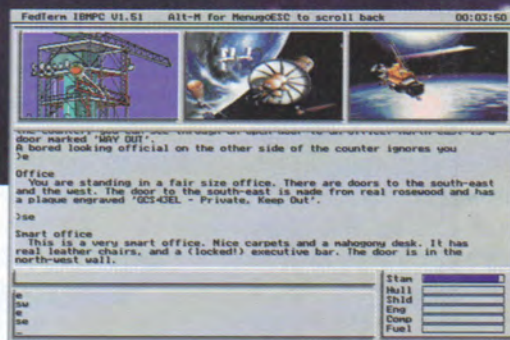 FedTerm IBMPC V1.51 Alt-M for MenugoESC to scroll back 00:03:50
door marked 'WAY OUT'.
A bored looking official on the other side of the counter ignores you
>e
Office
You are standing in a fair size office. There are doors to the south-east
and the west. The door to the south-east is made from real rosewood and has
a plaque engraved 'GCS43EL - Private, Keep Out'.
>se
Smart office
This is a very smart office. Nice carpets and a mahogony desk. It has
real leather chairs, and a (locked!) executive bar. The door is in the
north-west wall.
e
sw
e
se
_
Stam
Hull
Shld
Eng
Comp
Fuel